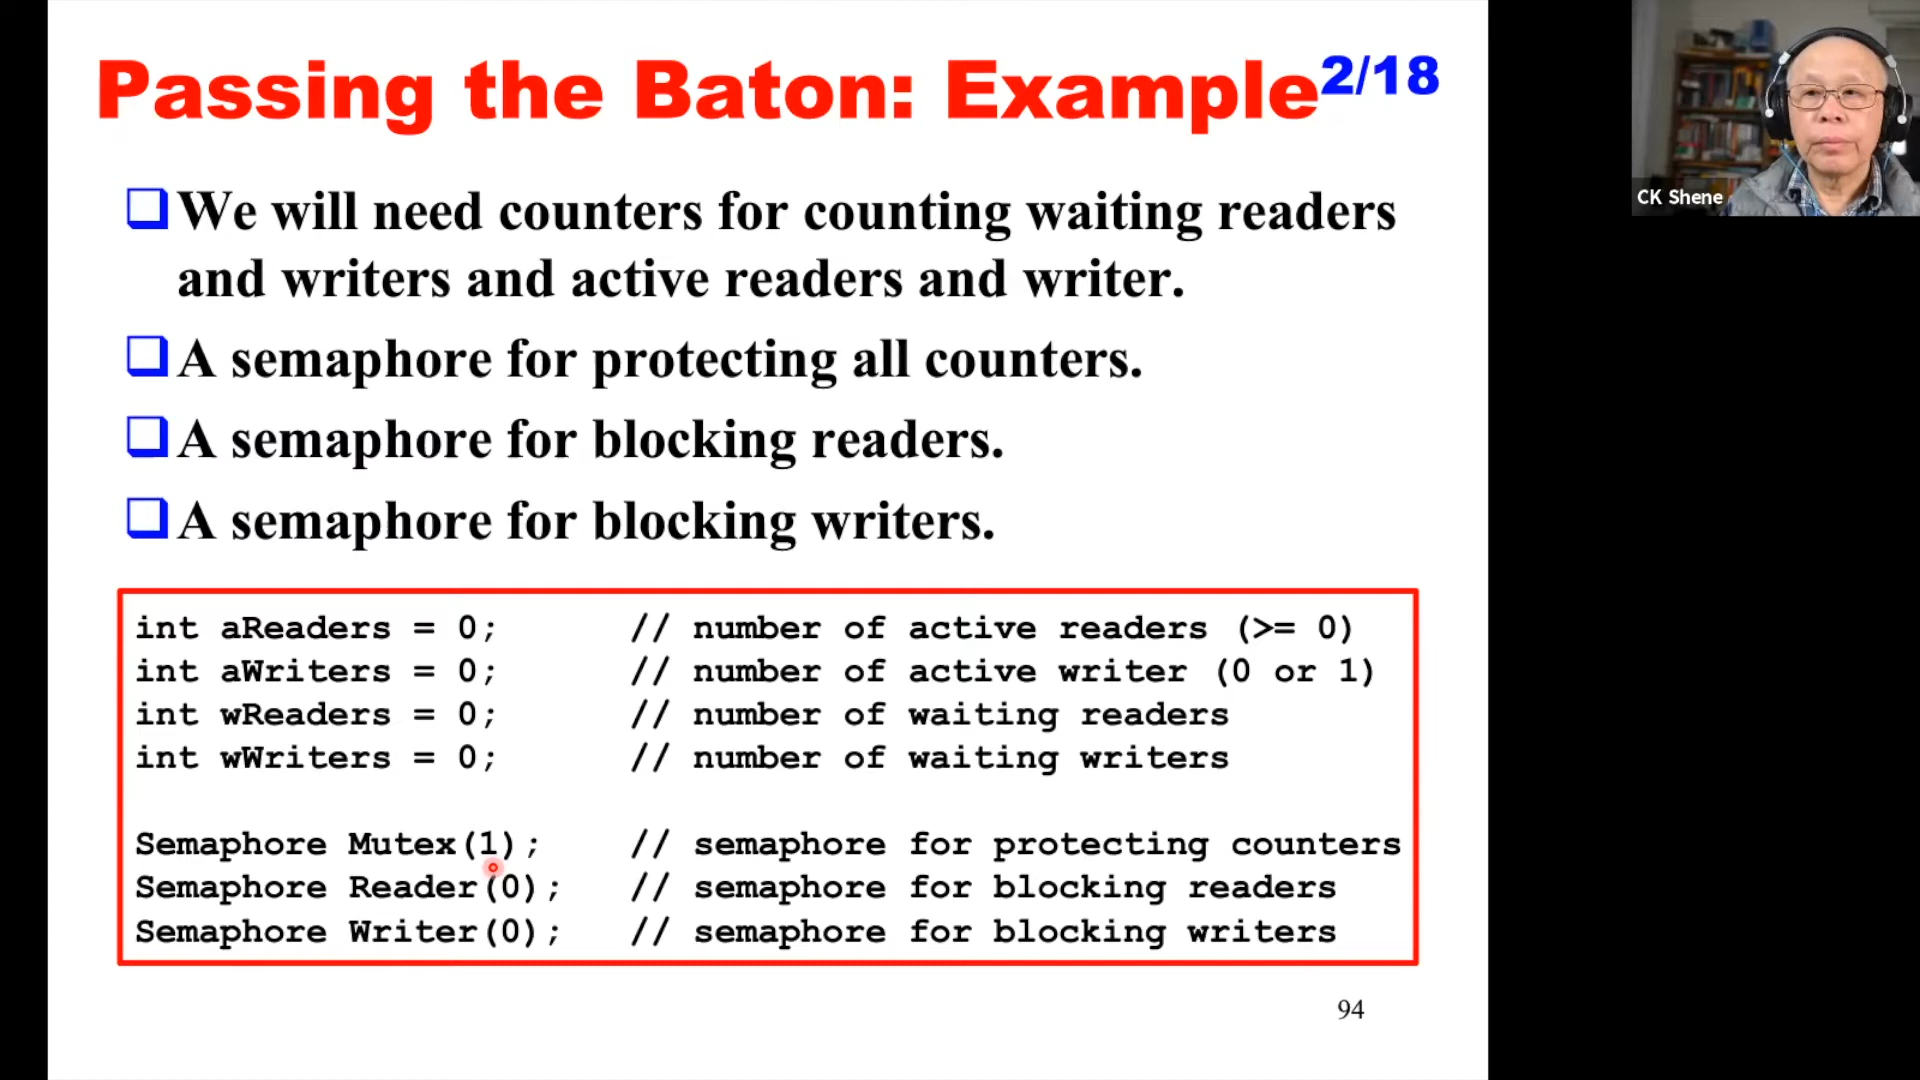 Passing the Baton: Example2/18
We will need counters for counting waiting readers
and writers and active readers and writer.
A semaphore for protecting all counters.
A semaphore for blocking readers.
A semaphore for blocking writers.
int aReaders = 0; // number of active readers (>= 0)
int aWriters = 0; // number of active writer (0 or 1)
int wReaders = 0; // number of waiting readers
int wWriters = 0; // number of waiting writers
Semaphore Mutex(1); // semaphore for protecting counters
Semaphore Reader(0); // semaphore for blocking readers
Semaphore Writer(0); // semaphore for blocking writers
94
CK Shene